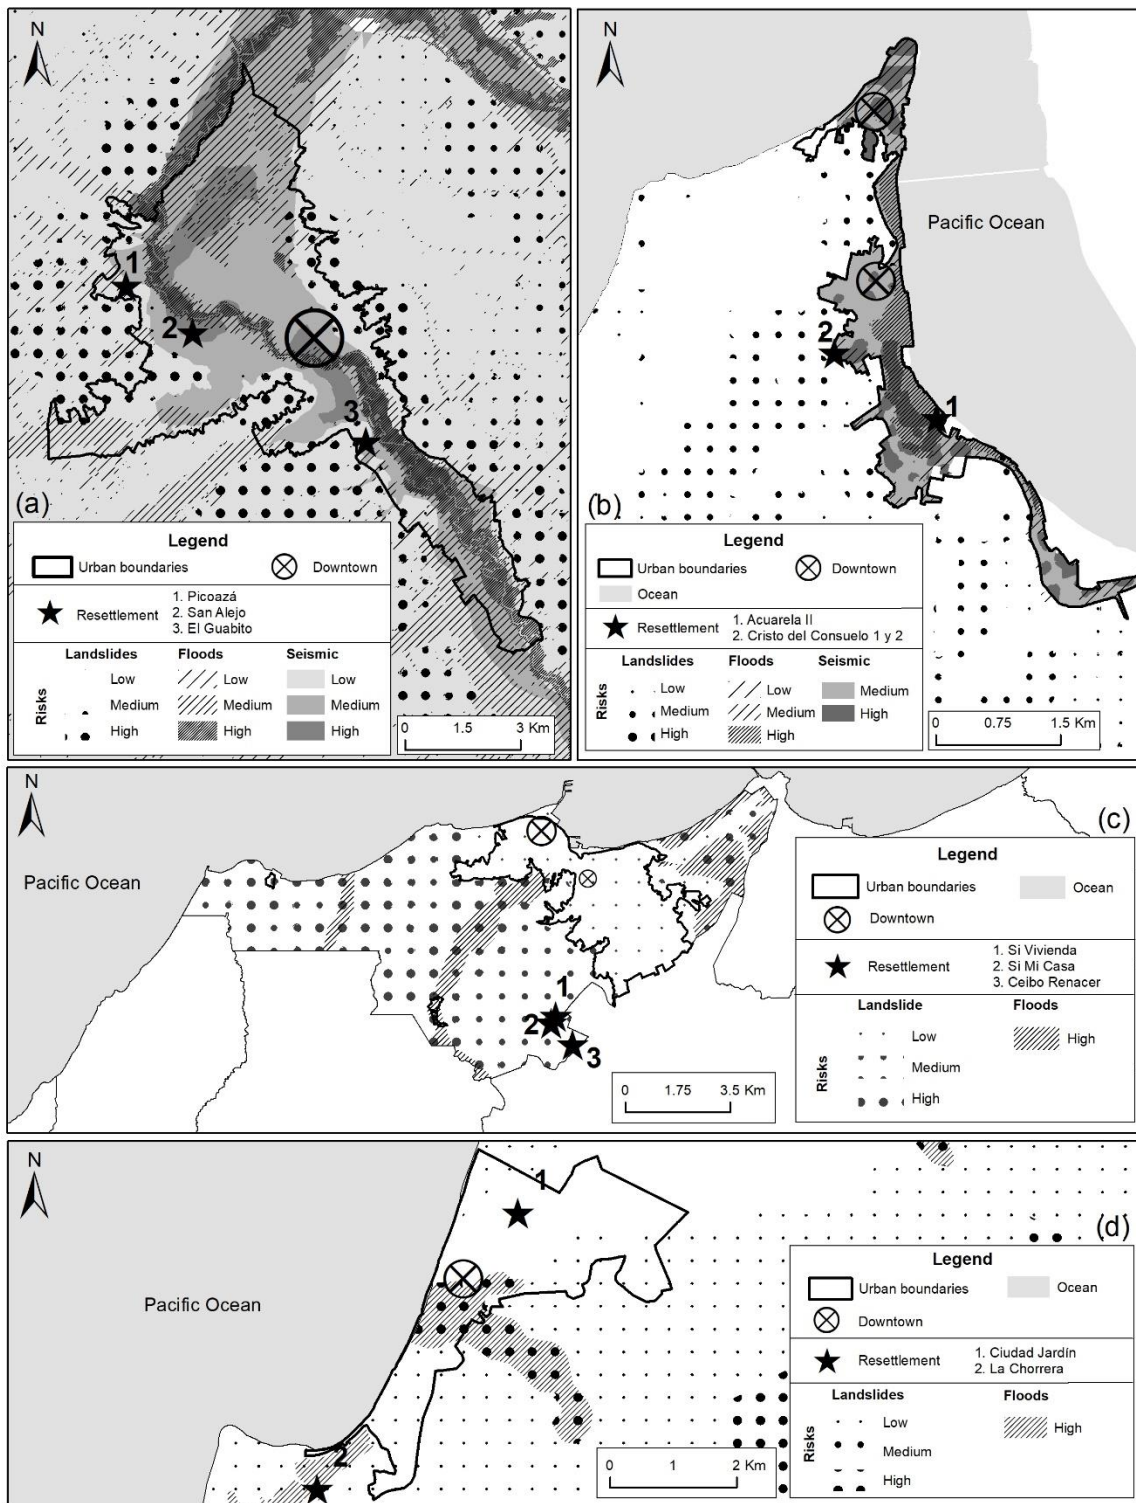 N
1
2
3
(a)
Legend
Urban boundaries
Downtown
Resettlement
1. Picoazá
2. San Alejo
3. El Guabito
Landslides Floods Seismic
Risks
Low Low Low
Medium Medium Medium
High High High
0 1.5 3 Km
N
Pacific Ocean
2
1
(b)
Legend
Urban boundaries
Downtown
Ocean
Resettlement
1. Acuarela II
2. Cristo del Consuelo 1 y 2
Landslides Floods Seismic
Risks
Low Low Medium
Medium Medium High
High High
0 0.75 1.5 Km
N
Pacific Ocean
1
2
3
(c)
Legend
Urban boundaries
Ocean
Downtown
Resettlement
1. Si Vivienda
2. Si Mi Casa
3. Ceibo Renacer
Landslide Floods
Risks
Low High
Medium
High
0 1.75 3.5 Km
N
1
Pacific Ocean
2
(d)
Legend
Urban boundaries
Ocean
Downtown
Resettlement
1. Ciudad Jardín
2. La Chorrera
Landslides Floods
Risks
Low High
Medium
High
0 1 2 Km